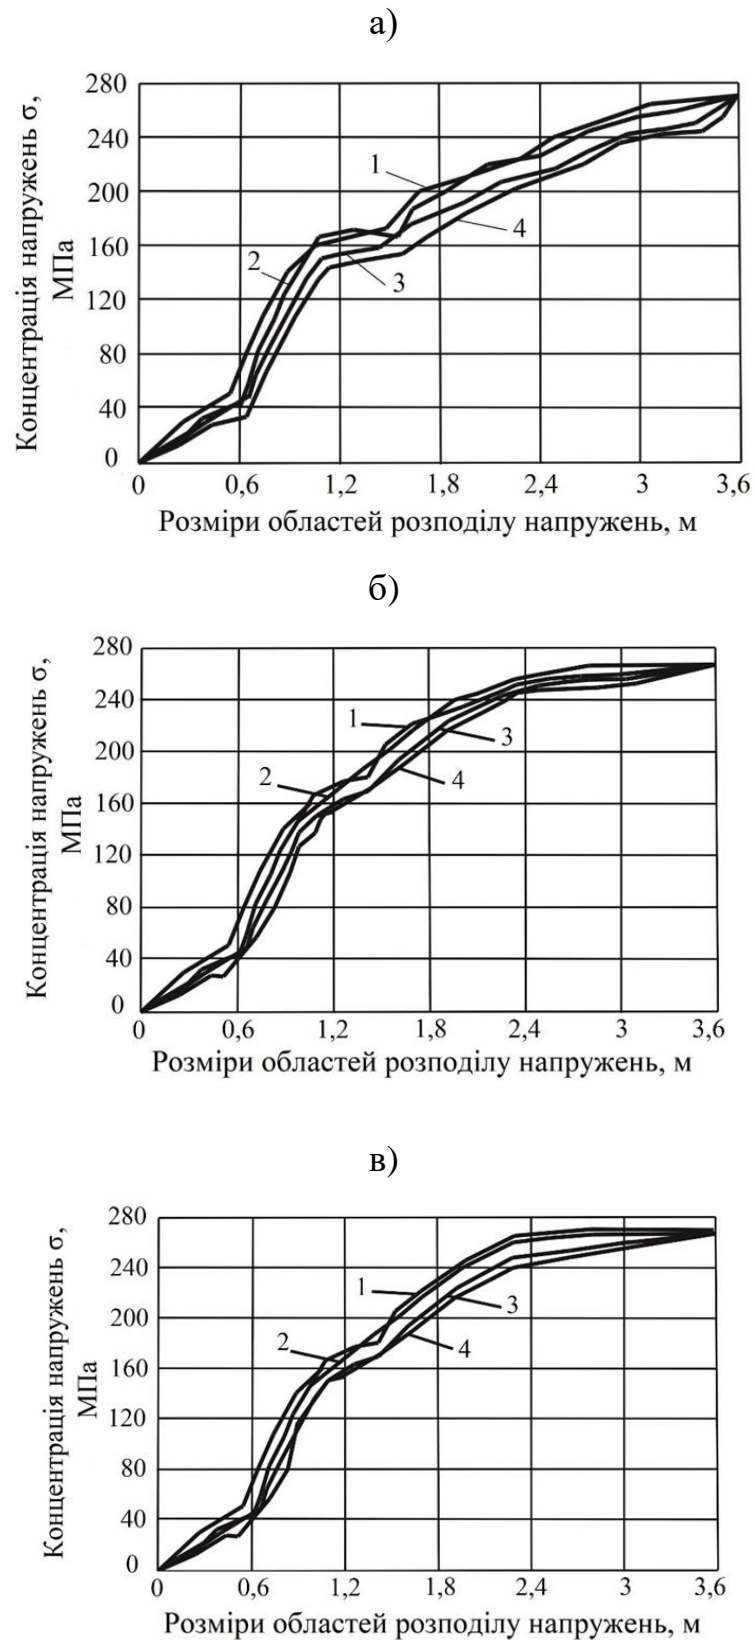 а)
Концентрація напружень σ,
МПа
280
240
200
160
120
80
40
0
1
2
3
4
0 0,6 1,2 1,8 2,4 3 3,6
Розміри областей розподілу напружень, м
б)
Концентрація напружень σ,
МПа
280
240
200
160
120
80
40
0
1
2
3
4
0 0,6 1,2 1,8 2,4 3 3,6
Розміри областей розподілу напружень, м
в)
Концентрація напружень σ,
МПа
280
240
200
160
120
80
40
0
1
2
3
4
0 0,6 1,2 1,8 2,4 3 3,6
Розміри областей розподілу напружень, м